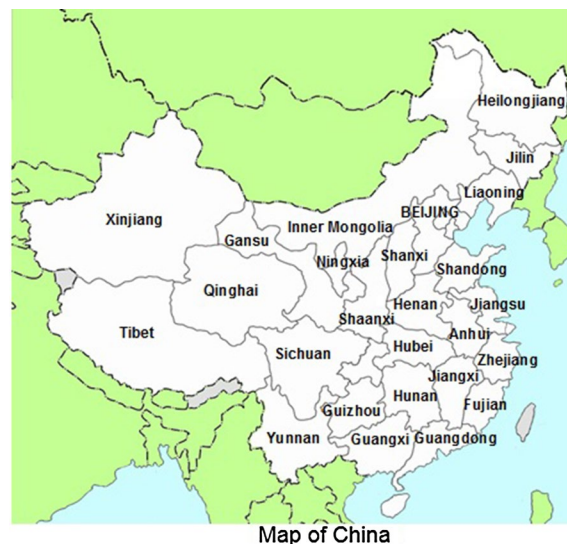 Heilongjiang
Jilin
Liaoning
BEIJING
Xinjiang
Inner Mongolia
Gansu
Ningxia
Shanxi
Shandong
Qinghai
Henan
Jiangsu
Shaanxi
Tibet
Anhui
Hubei
Sichuan
Zhejiang
Jiangxi
Hunan
Fujian
Guizhou
Yunnan
Guangxi
Guangdong
Map of China